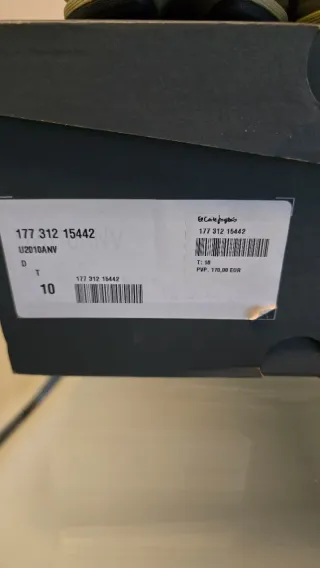 177 312 15442
U2010ANV
D
T
10
177 312 15442
El Corte Inglés
177 312 15442
T: 10
PVP. 170,00 EUR